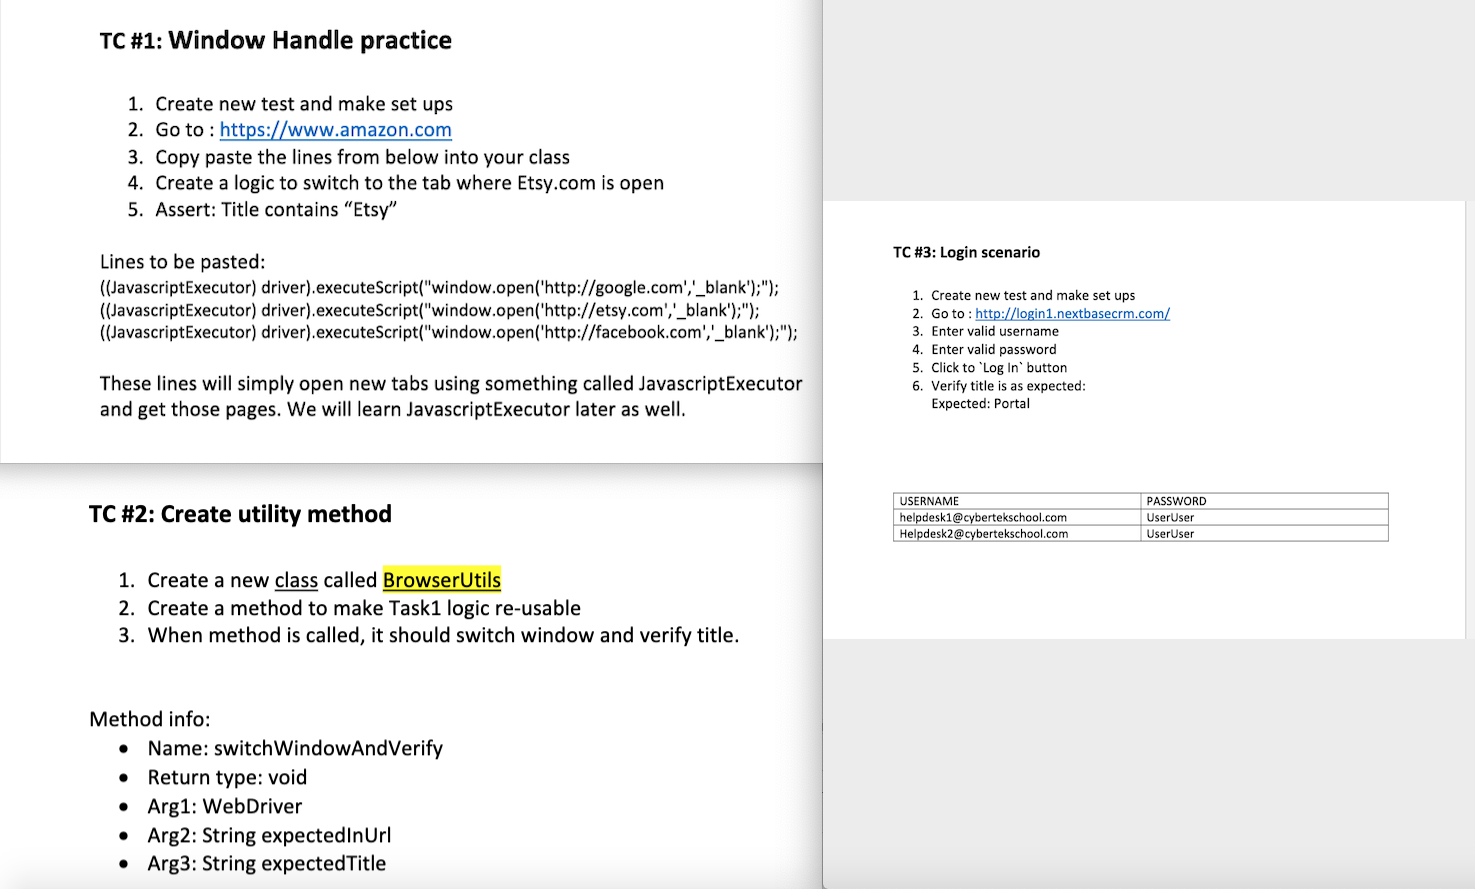 TC #1: Window Handle practice
1. Create new test and make set ups
2. Go to : https://www.amazon.com
3. Copy paste the lines from below into your class
4. Create a logic to switch to the tab where Etsy.com is open
5. Assert: Title contains “Etsy”
Lines to be pasted:
((JavascriptExecutor) driver).executeScript("window.open('http://google.com','_blank');");
((JavascriptExecutor) driver).executeScript("window.open('http://etsy.com','_blank');");
((JavascriptExecutor) driver).executeScript("window.open('http://facebook.com','_blank');");
These lines will simply open new tabs using something called JavascriptExecutor
and get those pages. We will learn JavascriptExecutor later as well.
TC #2: Create utility method
1. Create a new class called BrowserUtils
2. Create a method to make Task1 logic re-usable
3. When method is called, it should switch window and verify title.
Method info:
• Name: switchWindowAndVerify
• Return type: void
• Arg1: WebDriver
• Arg2: String expectedInUrl
• Arg3: String expectedTitle
TC #3: Login scenario
1. Create new test and make set ups
2. Go to : http://login1.nextbasecrm.com/
3. Enter valid username
4. Enter valid password
5. Click to `Log In` button
6. Verify title is as expected:
Expected: Portal
USERNAME PASSWORD
helpdesk1@cybertekschool.com UserUser
Helpdesk2@cybertekschool.com UserUser